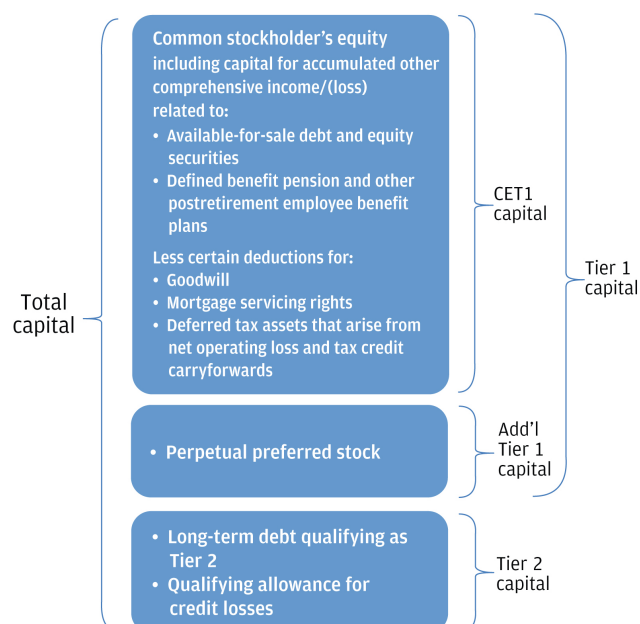 Common stockholder's equity
including capital for accumulated other
comprehensive income/(loss)
related to:
• Available-for-sale debt and equity
securities
• Defined benefit pension and other
postretirement employee benefit
plans
Less certain deductions for:
• Goodwill
• Mortgage servicing rights
• Deferred tax assets that arise from
net operating loss and tax credit
carryforwards
CET1
capital
Tier 1
capital
Total
capital
• Perpetual preferred stock
Add'l
Tier 1
capital
• Long-term debt qualifying as
Tier 2
• Qualifying allowance for
credit losses
Tier 2
capital